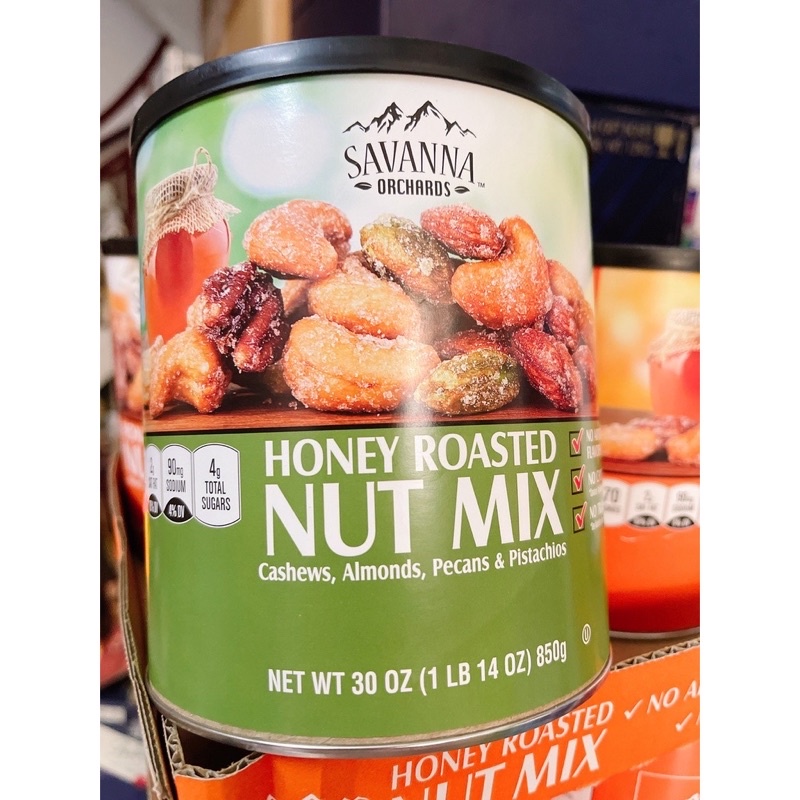 SAVANNA
ORCHARDS™
90mg
SODIUM
4% DV
4g
TOTAL
SUGARS
HONEY ROASTED
NUT MIX
Cashews, Almonds, Pecans & Pistachios
NET WT 30 OZ (1 LB 14 OZ) 850g
HONEY ROASTED ✓ NO
NUT MIX